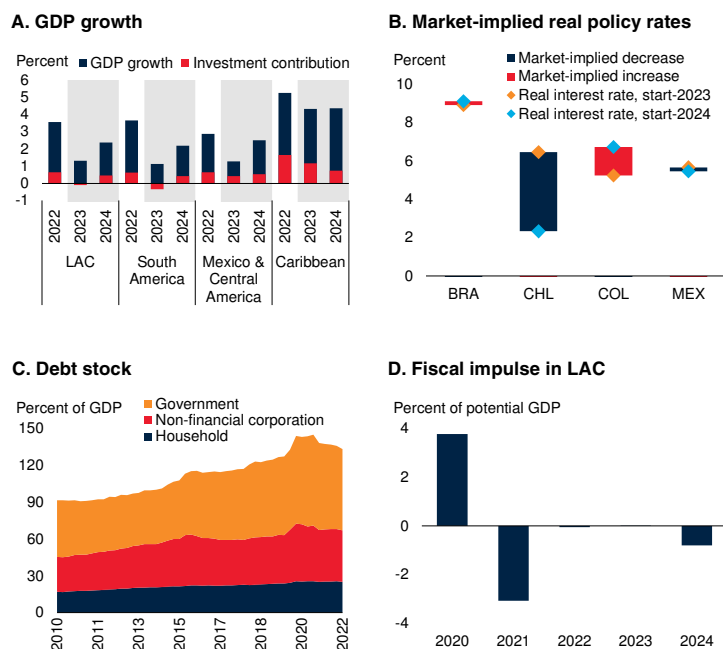 A. GDP growth
Percent
GDP growth
Investment contribution
6
5
4
3
2
1
0
-1
2022
2023
2024
2022
2023
2024
2022
2023
2024
2022
2023
2024
LAC
South
America
Mexico &
Central
America
Caribbean
B. Market-implied real policy rates
Percent
Market-implied decrease
Market-implied increase
Real interest rate, start-2023
Real interest rate, start-2024
10
8
6
4
2
0
BRA
CHL
COL
MEX
C. Debt stock
Percent of GDP
Government
Non-financial corporation
Household
150
120
90
60
30
0
2010
2011
2013
2015
2017
2018
2020
2022
D. Fiscal impulse in LAC
Percent of potential GDP
4
2
0
-2
-4
2020
2021
2022
2023
2024